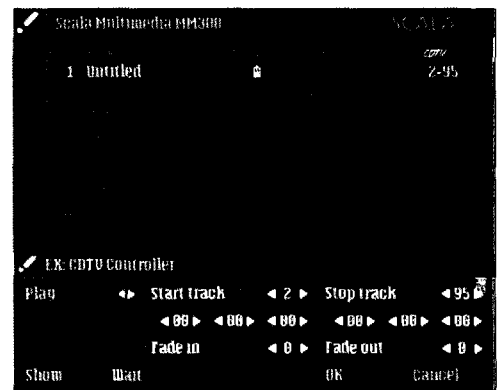 Scala Multimedia MM300 SCALA
CDTV
1 Untitled 2-95
EX: CDTV Controller
Play Start track 2 Stop track 95
00 00 00 00 00 00
Fade in 0 Fade out 0
Show Wait OK Cancel